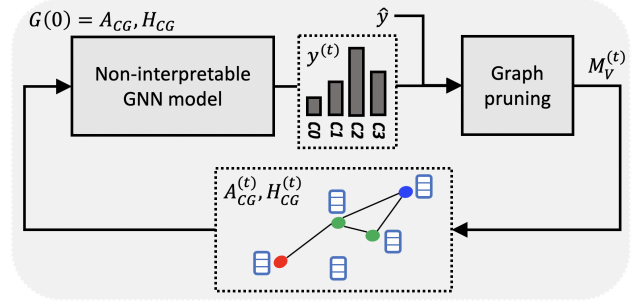 G(0) = A_CG, H_CG
ŷ
Non-interpretable
GNN model
y^(t)
C0
C1
C2
C3
Graph
pruning
M_V^(t)
A_CG^(t), H_CG^(t)